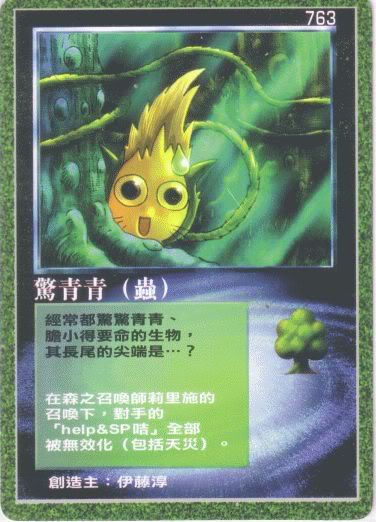 763
驚青青（蟲）
經常都驚驚青青、
膽小得要命的生物，
其長尾的尖端是…？
在森之召喚師莉里施的
召喚下，對手的
「help&SP咭」全部
被無效化（包括天災）。
創造主：伊藤淳